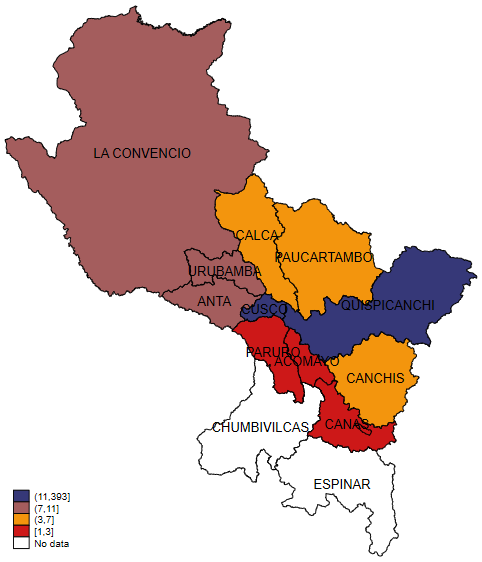 LA CONVENCIO
CALCA
PAUCARTAMBO
URUBAMBA
ANTA
CUSCO
QUISPICANCHI
PARURO
ACOMAYO
CANCHIS
CHUMBIVILCAS
CANAS
ESPINAR
(11,393]
(7,11]
(3,7]
[1,3]
No data